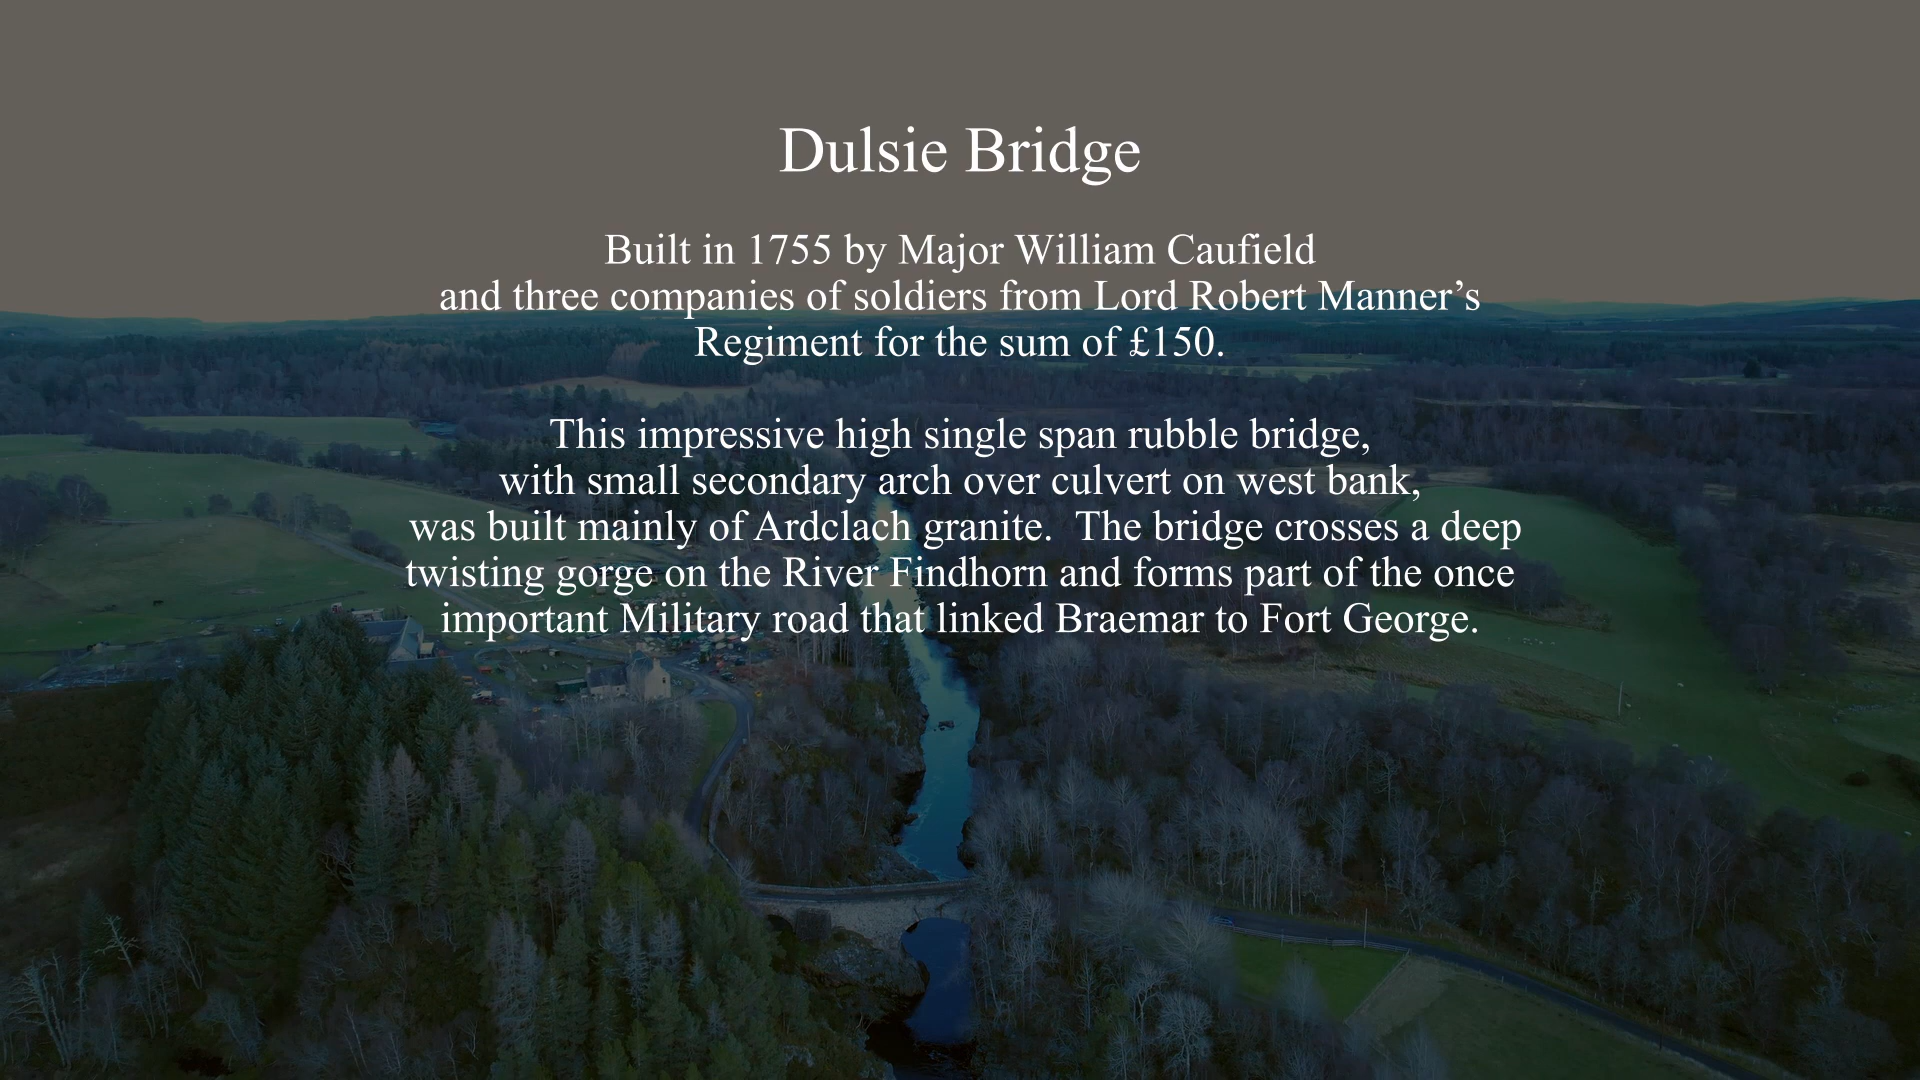 Dulsie Bridge
Built in 1755 by Major William Caufield
and three companies of soldiers from Lord Robert Manner’s
Regiment for the sum of £150.
This impressive high single span rubble bridge,
with small secondary arch over culvert on west bank,
was built mainly of Ardclach granite.  The bridge crosses a deep
twisting gorge on the River Findhorn and forms part of the once
important Military road that linked Braemar to Fort George.